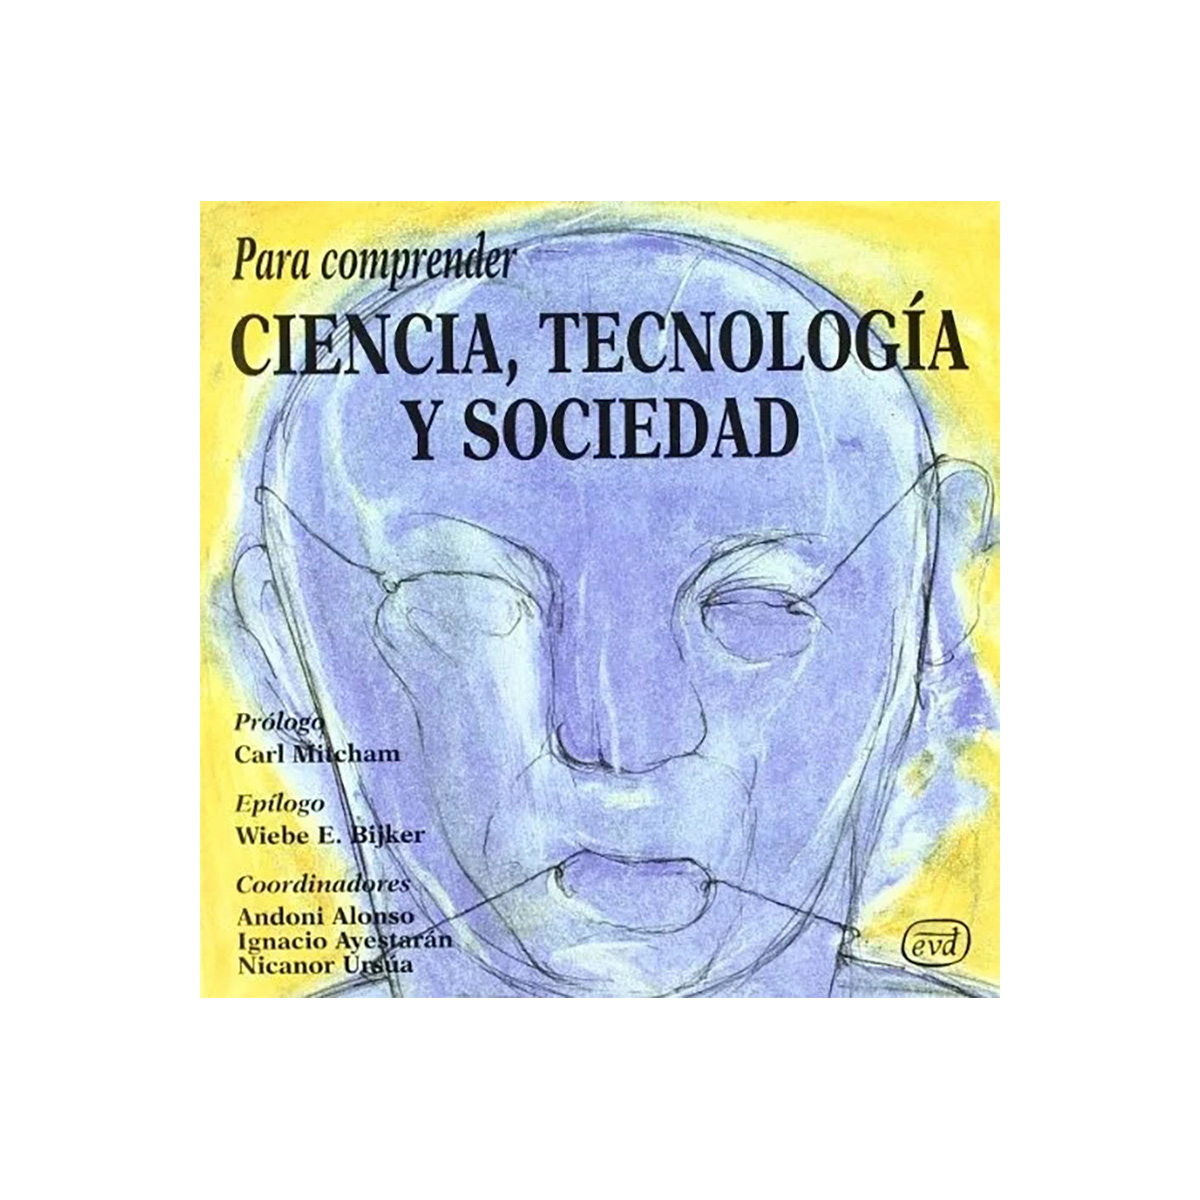 Para comprender
CIENCIA, TECNOLOGÍA
Y SOCIEDAD
Prólogo
Carl Mitcham
Epílogo
Wiebe E. Bijker
Coordinadores
Andoni Alonso
Ignacio Ayestarán
Nicanor Ursúa
evd